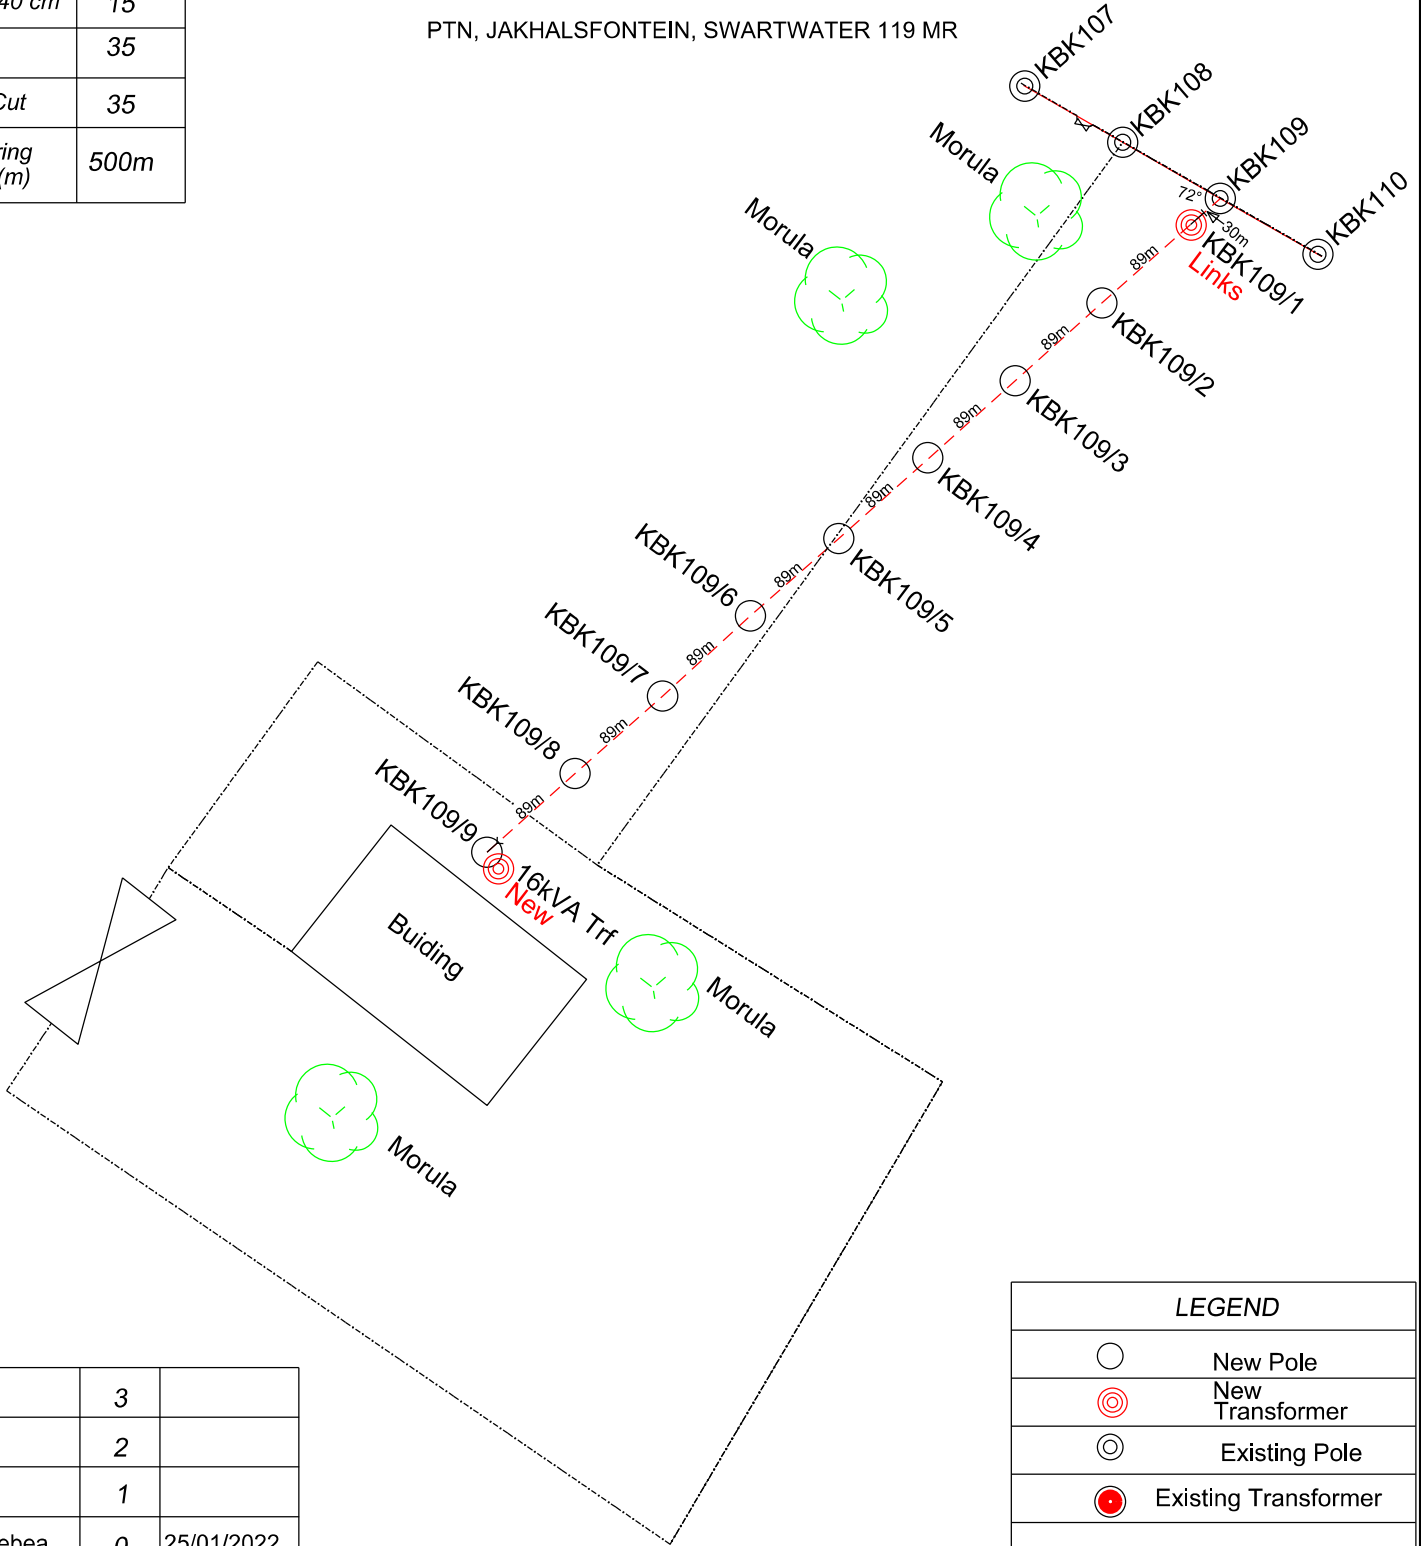 40 cm 15
35
Cut 35
(m) 500m
PTN, JAKHALSFONTEIN, SWARTWATER 119 MR
KBK107
KBK108
KBK109
KBK110
72°
30m
KBK109/1
Links
Morula
Morula
89m
KBK109/2
89m
KBK109/3
89m
KBK109/4
89m
KBK109/5
89m
KBK109/6
89m
KBK109/7
89m
KBK109/8
89m
KBK109/9
16kVA Trf
New
Buiding
Morula
Morula
LEGEND
New Pole
New
Transformer
Existing Pole
Existing Transformer
3
2
1
0 25/01/2022